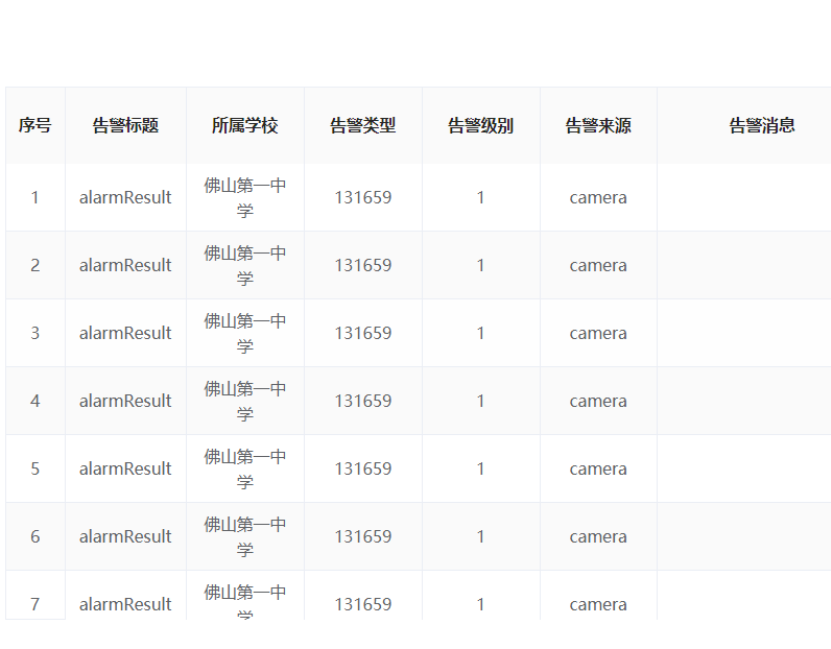 序号 告警标题 所属学校 告警类型 告警级别 告警来源 告警消息
1 alarmResult 佛山第一中学 131659 1 camera
2 alarmResult 佛山第一中学 131659 1 camera
3 alarmResult 佛山第一中学 131659 1 camera
4 alarmResult 佛山第一中学 131659 1 camera
5 alarmResult 佛山第一中学 131659 1 camera
6 alarmResult 佛山第一中学 131659 1 camera
7 alarmResult 佛山第一中学 131659 1 camera